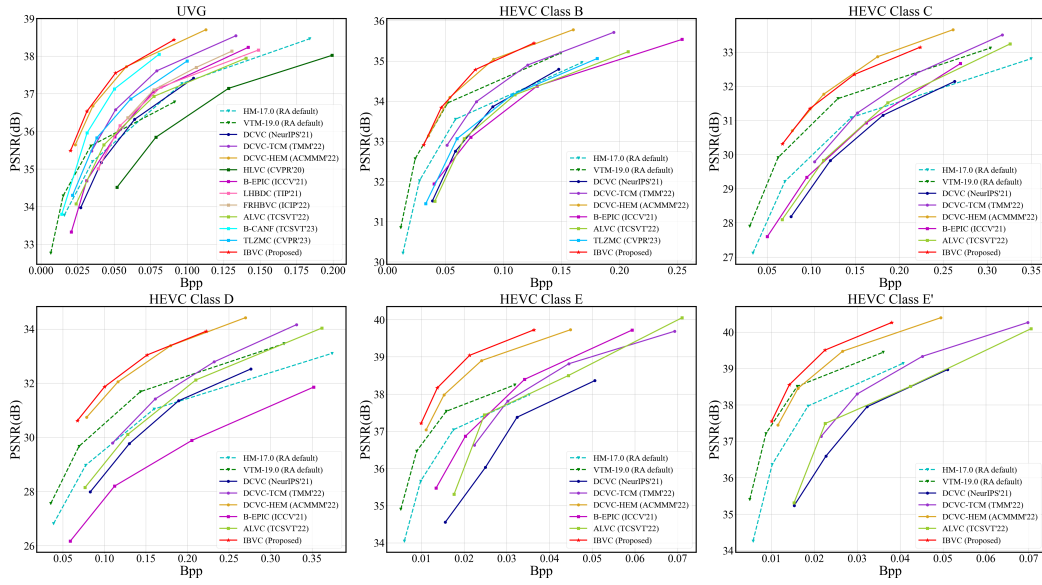 UVG
PSNR(dB)
39
38
37
36
35
34
33
0.000
0.025
0.050
0.075
0.100
0.125
0.150
0.175
0.200
Bpp
HM-17.0 (RA default)
VTM-19.0 (RA default)
DCVC (NeurIPS'21)
DCVC-TCM (TMM'22)
DCVC-HEM (ACMMM'22)
HLVC (CVPR'20)
B-EPIC (ICCV'21)
LHBDC (TIP'21)
FRHBVC (ICIP'22)
ALVC (TCSVT'22)
B-CANF (TCSVT'23)
TLZMC (CVPR'23)
IBVC (Proposed)
HEVC Class B
PSNR(dB)
36
35
34
33
32
31
30
0.00
0.05
0.10
0.15
0.20
0.25
Bpp
HM-17.0 (RA default)
VTM-19.0 (RA default)
DCVC (NeurIPS'21)
DCVC-TCM (TMM'22)
DCVC-HEM (ACMMM'22)
B-EPIC (ICCV'21)
ALVC (TCSVT'22)
TLZMC (CVPR'23)
IBVC (Proposed)
HEVC Class C
PSNR(dB)
33
32
31
30
29
28
27
0.05
0.10
0.15
0.20
0.25
0.30
0.35
Bpp
HM-17.0 (RA default)
VTM-19.0 (RA default)
DCVC (NeurIPS'21)
DCVC-TCM (TMM'22)
DCVC-HEM (ACMMM'22)
B-EPIC (ICCV'21)
ALVC (TCSVT'22)
IBVC (Proposed)
HEVC Class D
PSNR(dB)
34
32
30
28
26
0.05
0.10
0.15
0.20
0.25
0.30
0.35
Bpp
HM-17.0 (RA default)
VTM-19.0 (RA default)
DCVC (NeurIPS'21)
DCVC-TCM (TMM'22)
DCVC-HEM (ACMMM'22)
B-EPIC (ICCV'21)
ALVC (TCSVT'22)
IBVC (Proposed)
HEVC Class E
PSNR(dB)
40
39
38
37
36
35
34
0.01
0.02
0.03
0.04
0.05
0.06
0.07
Bpp
HM-17.0 (RA default)
VTM-19.0 (RA default)
DCVC (NeurIPS'21)
DCVC-TCM (TMM'22)
DCVC-HEM (ACMMM'22)
B-EPIC (ICCV'21)
ALVC (TCSVT'22)
IBVC (Proposed)
HEVC Class E'
PSNR(dB)
40
38
36
34
0.01
0.02
0.03
0.04
0.05
0.06
0.07
Bpp
HM-17.0 (RA default)
VTM-19.0 (RA default)
DCVC (NeurIPS'21)
DCVC-TCM (TMM'22)
DCVC-HEM (ACMMM'22)
ALVC (TCSVT'22)
IBVC (Proposed)